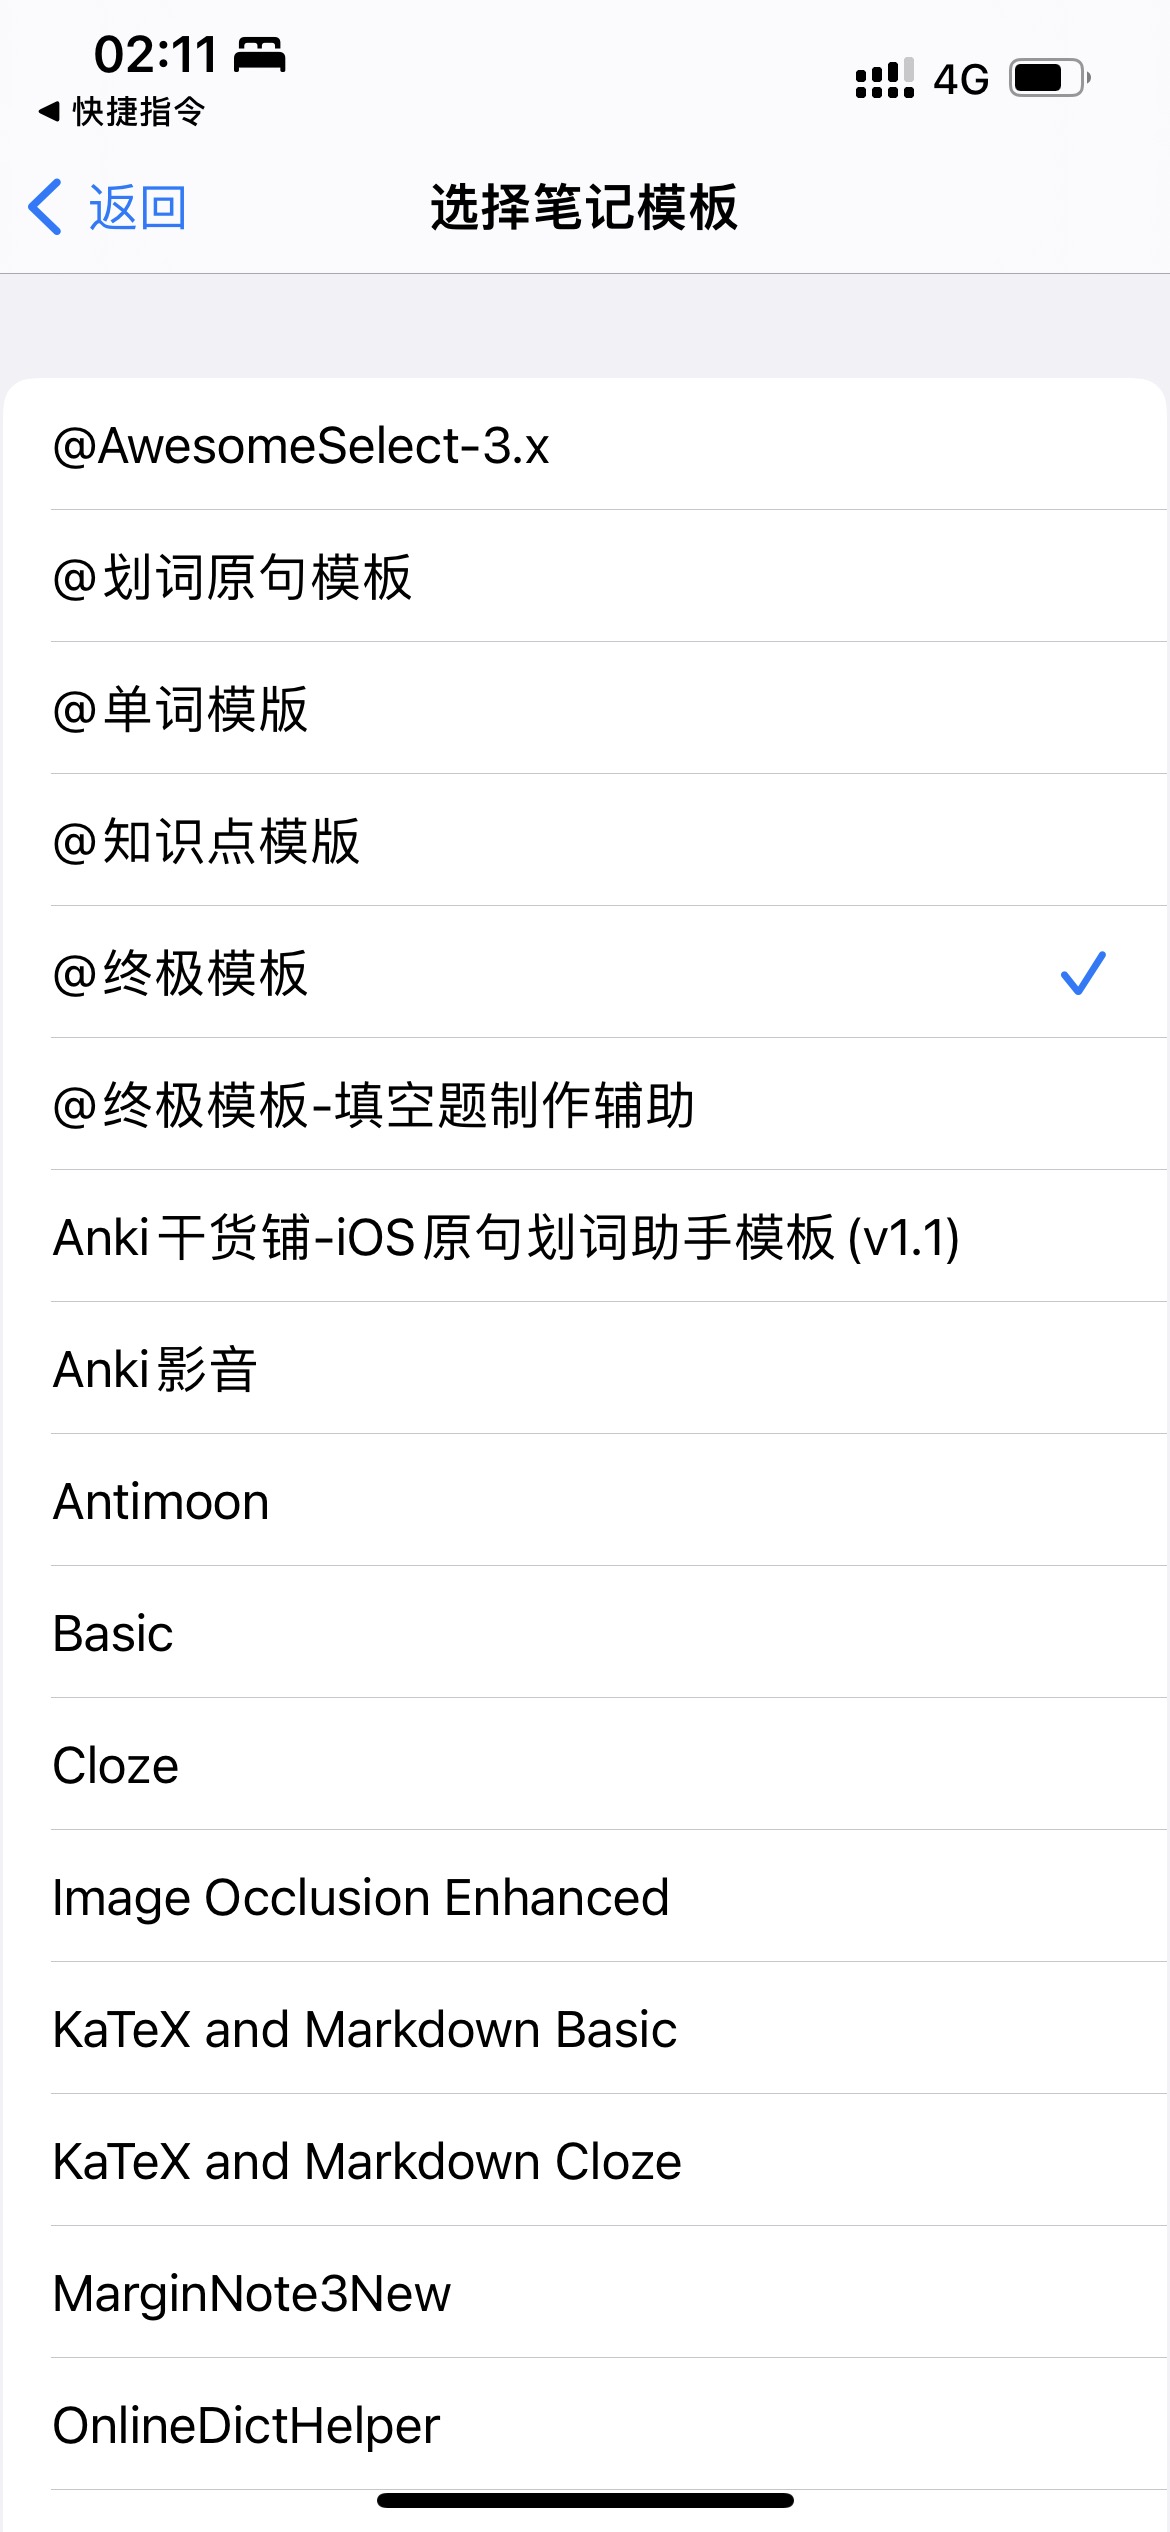 02:11
4G
快捷指令
返回
选择笔记模板
@AwesomeSelect-3.x
@划词原句模板
@单词模版
@知识点模版
@终极模板
@终极模板-填空题制作辅助
Anki干货铺-iOS原句划词助手模板 (v1.1)
Anki影音
Antimoon
Basic
Cloze
Image Occlusion Enhanced
KaTeX and Markdown Basic
KaTeX and Markdown Cloze
MarginNote3New
OnlineDictHelper